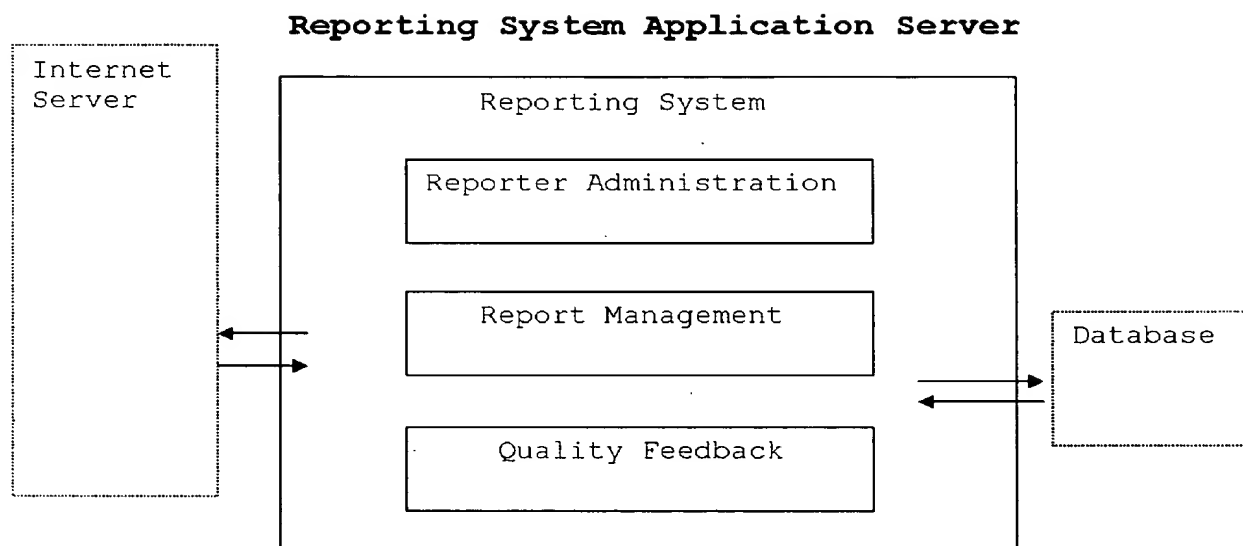 Reporting System Application Server
Internet
Server
Reporting System
Reporter Administration
Report Management
Database
Quality Feedback